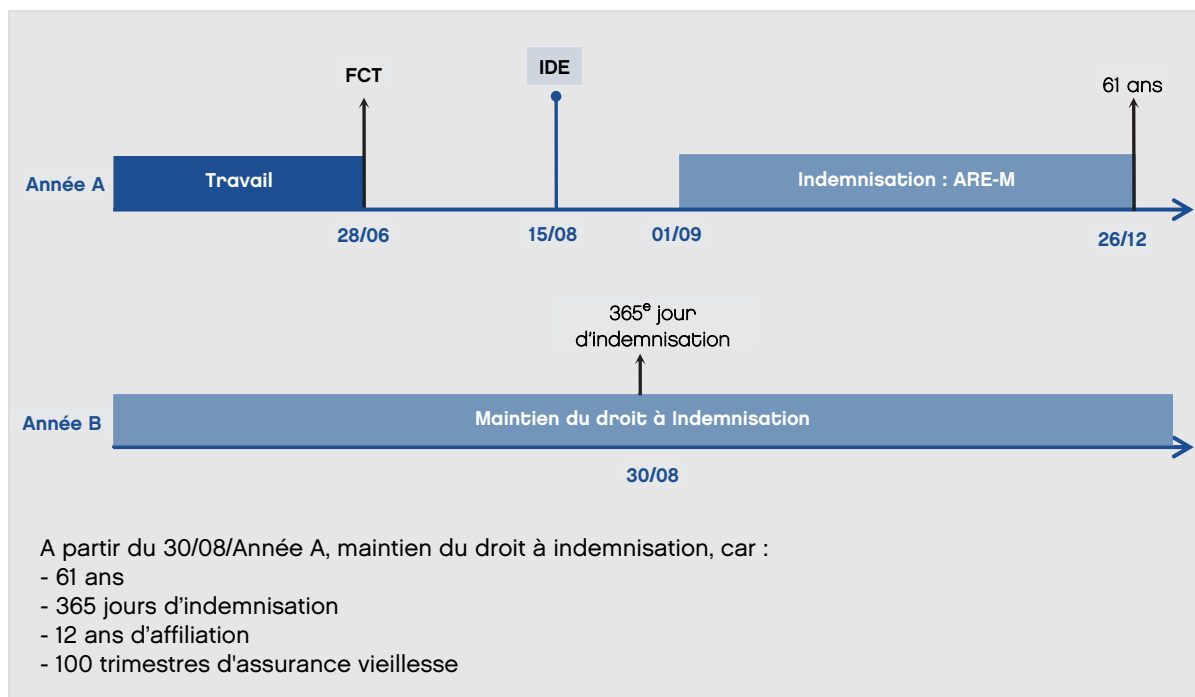 FCT
IDE
61 ans
Année A
Travail
Indemnisation : ARE-M
28/06
15/08
01/09
26/12
365e jour
d'indemnisation
Année B
Maintien du droit à Indemnisation
30/08
A partir du 30/08/Année A, maintien du droit à indemnisation, car :
- 61 ans
- 365 jours d'indemnisation
- 12 ans d'affiliation
- 100 trimestres d'assurance vieillesse